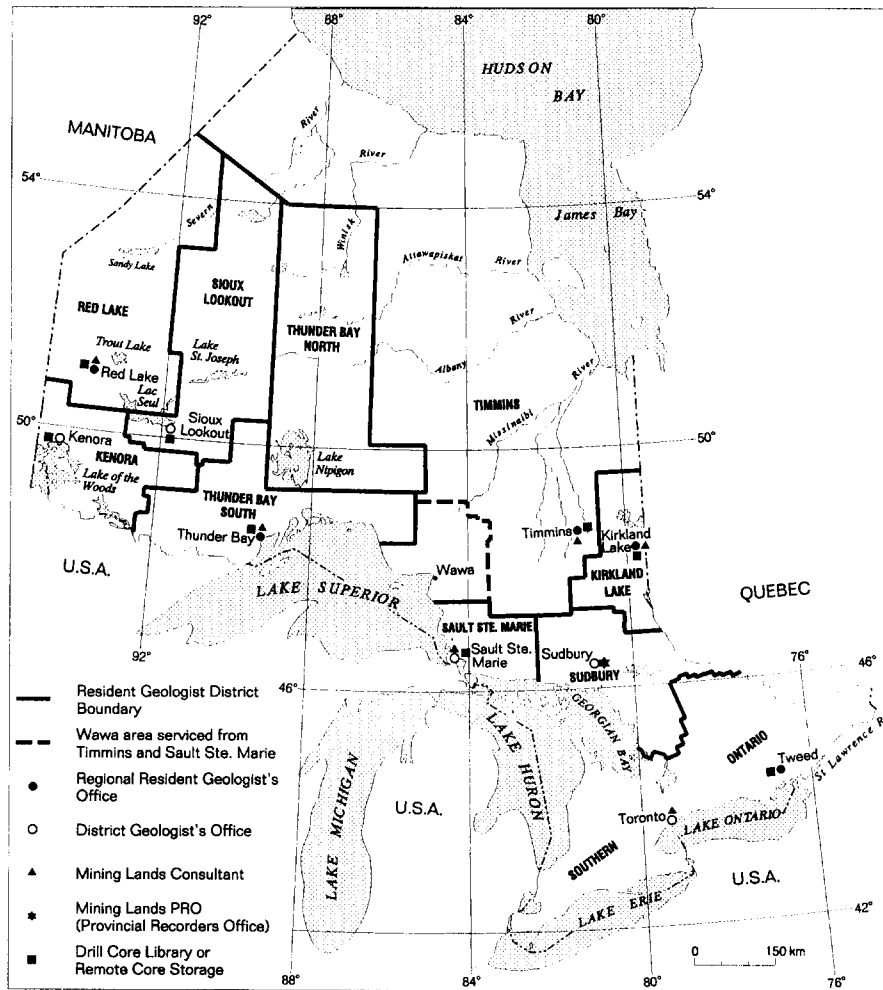 92°
88°
84°
80°
HUDSON
BAY
MANITOBA
River
River
54°
54°
Severn
Winisk
James Bay
Attawapiskat
River
Sandy Lake
SIOUX
LOOKOUT
RED LAKE
THUNDER BAY
NORTH
River
Trout Lake
Lake
St. Joseph
Albany
River
Red Lake
Lac
Seul
TIMMINS
Missinaibi
50°
Sioux
Lookout
50°
Kenora
KENORA
Lake of the
Woods
Lake
Nipigon
THUNDER BAY
SOUTH
Thunder Bay
Timmins
Kirkland
Lake
U.S.A.
Wawa
KIRKLAND
LAKE
LAKE SUPERIOR
QUEBEC
SAULT STE. MARIE
92°
Sault Ste.
Marie
Sudbury
SUDBURY
76°
46°
46°
Resident Geologist District
Boundary
GEORGIAN BAY
Wawa area serviced from
Timmins and Sault Ste. Marie
LAKE HURON
ONTARIO
St Lawrence R
Regional Resident Geologist's
Office
Tweed
LAKE MICHIGAN
U.S.A.
District Geologist's Office
Toronto
LAKE ONTARIO
Mining Lands Consultant
SOUTHERN
U.S.A.
Mining Lands PRO
(Provincial Recorders Office)
LAKE ERIE
42°
Drill Core Library or
Remote Core Storage
0 150 km
88°
84°
80°
76°